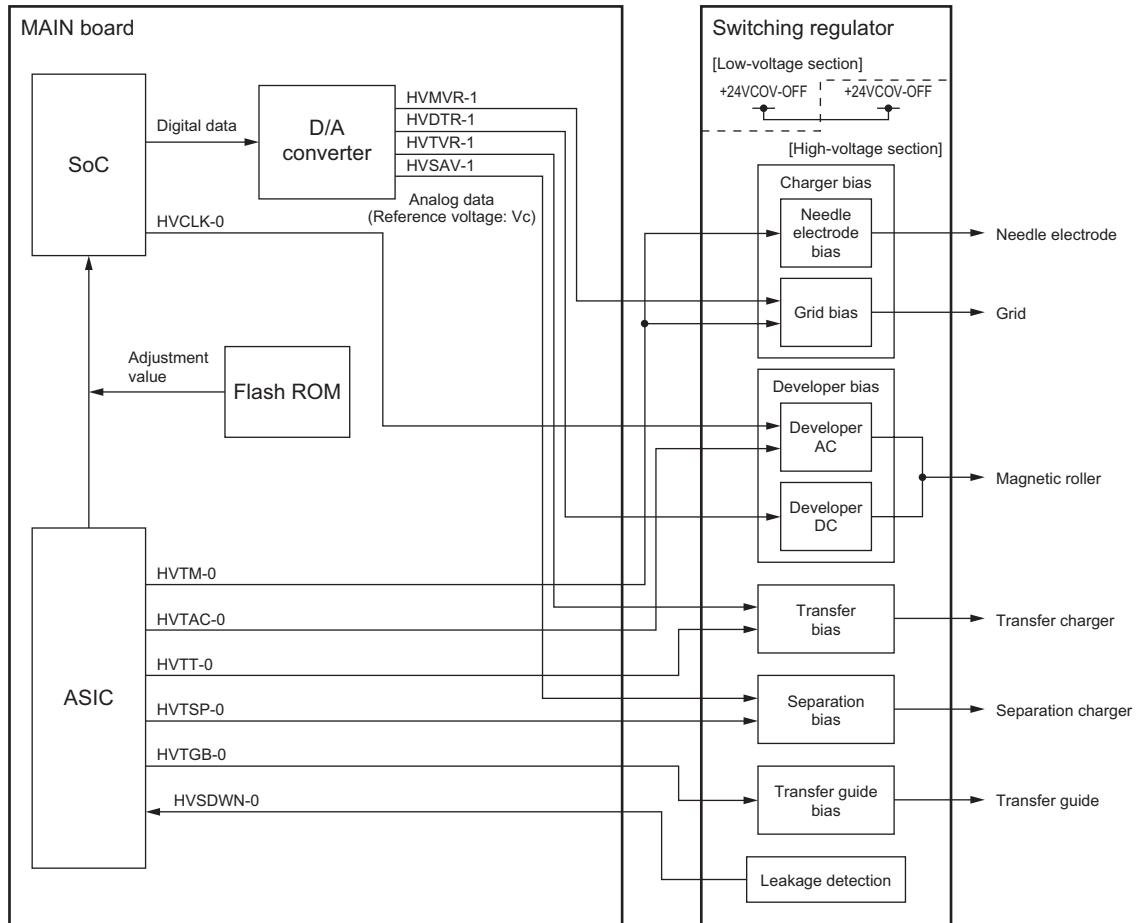 MAIN board
Switching regulator
[Low-voltage section]
+24VCOV-OFF
+24VCOV-OFF
[High-voltage section]
SoC
Digital data
D/A
converter
HVMVR-1
HVDTR-1
HVTVR-1
HVSAV-1
Analog data
(Reference voltage: Vc)
HVCLK-0
Charger bias
Needle
electrode
bias
Needle electrode
Grid bias
Grid
Adjustment
value
Flash ROM
Developer bias
Developer
AC
Developer
DC
Magnetic roller
ASIC
HVTM-0
HVTAC-0
HVTT-0
HVTSP-0
HVTGB-0
HVSDWN-0
Transfer
bias
Transfer charger
Separation
bias
Separation charger
Transfer guide
bias
Transfer guide
Leakage detection